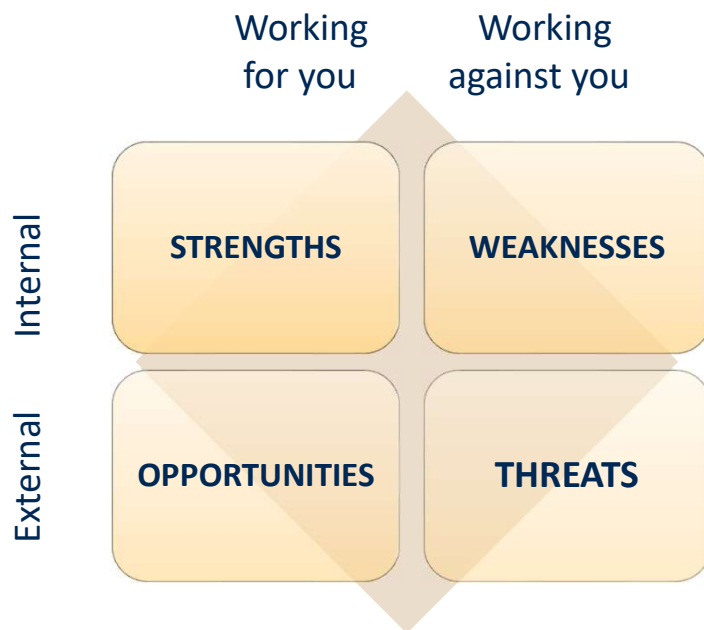 Working
for you
Working
against you
Internal
STRENGTHS
WEAKNESSES
External
OPPORTUNITIES
THREATS